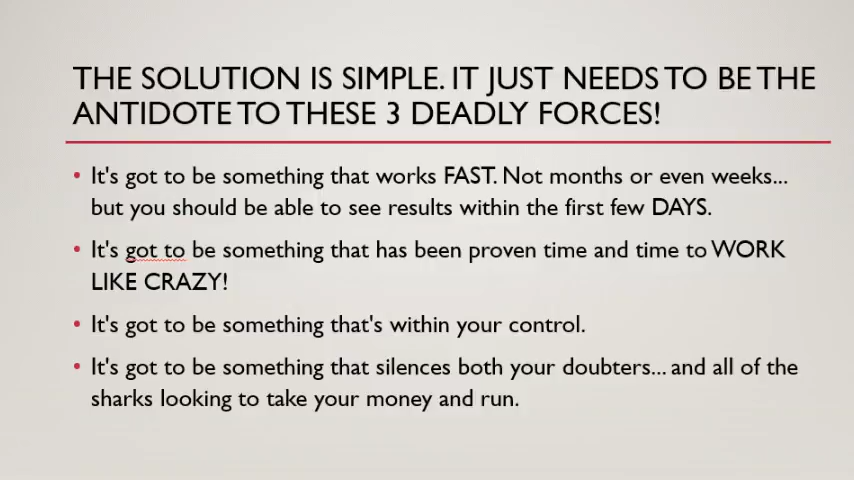 THE SOLUTION IS SIMPLE. IT JUST NEEDS TO BE THE
ANTIDOTE TO THESE 3 DEADLY FORCES!
• It's got to be something that works FAST. Not months or even weeks...
but you should be able to see results within the first few DAYS.
• It's got to be something that has been proven time and time to WORK
LIKE CRAZY!
• It's got to be something that's within your control.
• It's got to be something that silences both your doubters... and all of the
sharks looking to take your money and run.